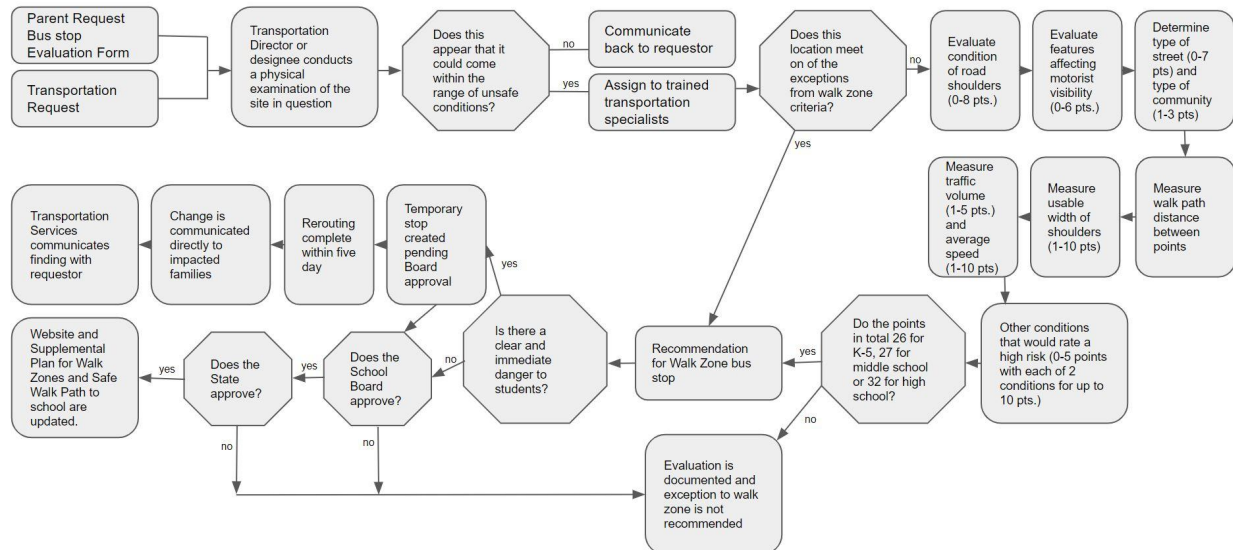 Parent Request
Bus stop
Evaluation Form
Transportation
Request
Transportation
Director or
designee conducts
a physical
examination of the
site in question
Does this
appear that it
could come
within the
range of unsafe
conditions?
no
Communicate
back to requestor
yes
Assign to trained
transportation
specialists
Does this
location meet
on of the
exceptions
from walk zone
criteria?
no
yes
Evaluate
condition
of road
shoulders
(0-8 pts.)
Evaluate
features
affecting
motorist
visibility
(0-6 pts.)
Determine
type of
street (0-7
pts) and
type of
community
(1-3 pts)
Transportation
Services
communicates
finding with
requestor
Change is
communicated
directly to
impacted
families
Rerouting
complete
within five
day
Temporary
stop
created
pending
Board
approval
yes
Measure
traffic
volume
(1-5 pts.)
and
average
speed
(1-10 pts)
Measure
usable
width of
shoulders
(1-10 pts)
Measure
walk path
distance
between
points
Website and
Supplemental
Plan for Walk
Zones and Safe
Walk Path to
school are
updated.
yes
Does the
State
approve?
yes
Does the
School
Board
approve?
no
Is there a
clear and
immediate
danger to
students?
Recommendation
for Walk Zone bus
stop
yes
Do the points
in total 26 for
K-5, 27 for
middle school
or 32 for high
school?
Other conditions
that would rate a
high risk (0-5 points
with each of 2
conditions for up to
10 pts.)
no
no
no
Evaluation is
documented and
exception to walk
zone is not
recommended